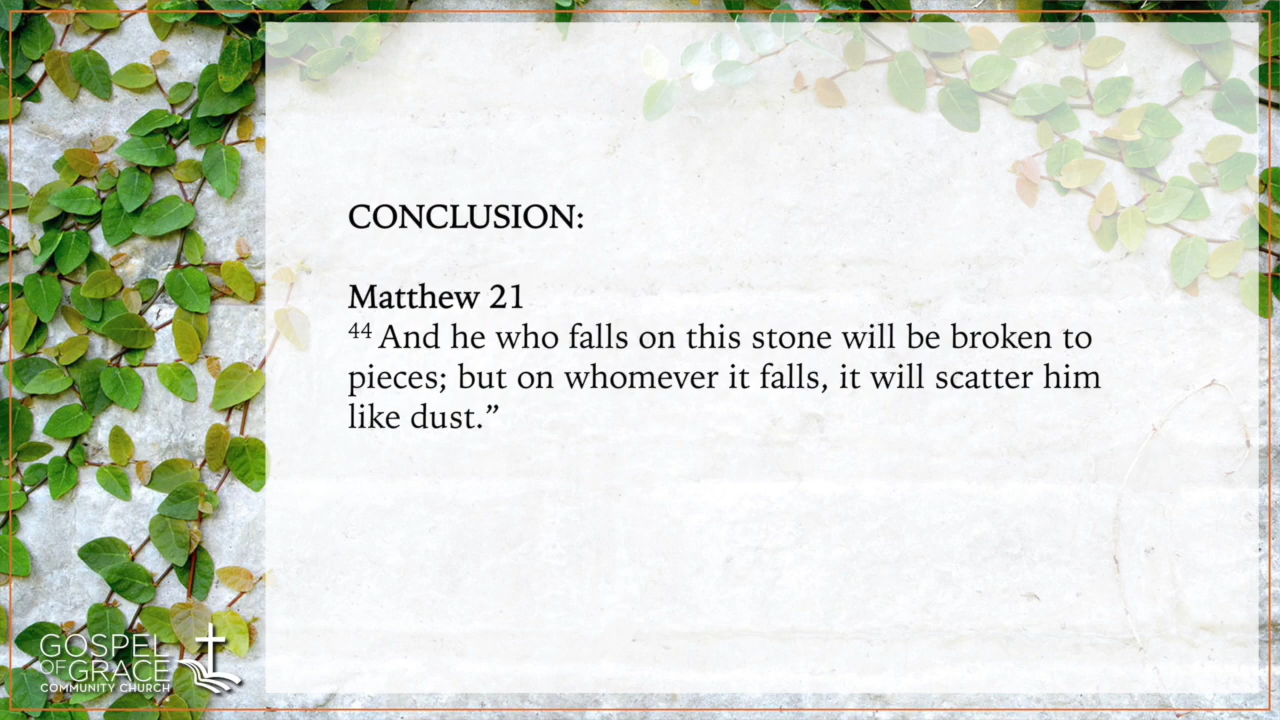 CONCLUSION:
Matthew 21
44 And he who falls on this stone will be broken to
pieces; but on whomever it falls, it will scatter him
like dust.”
GOSPEL
OF GRACE
COMMUNITY CHURCH